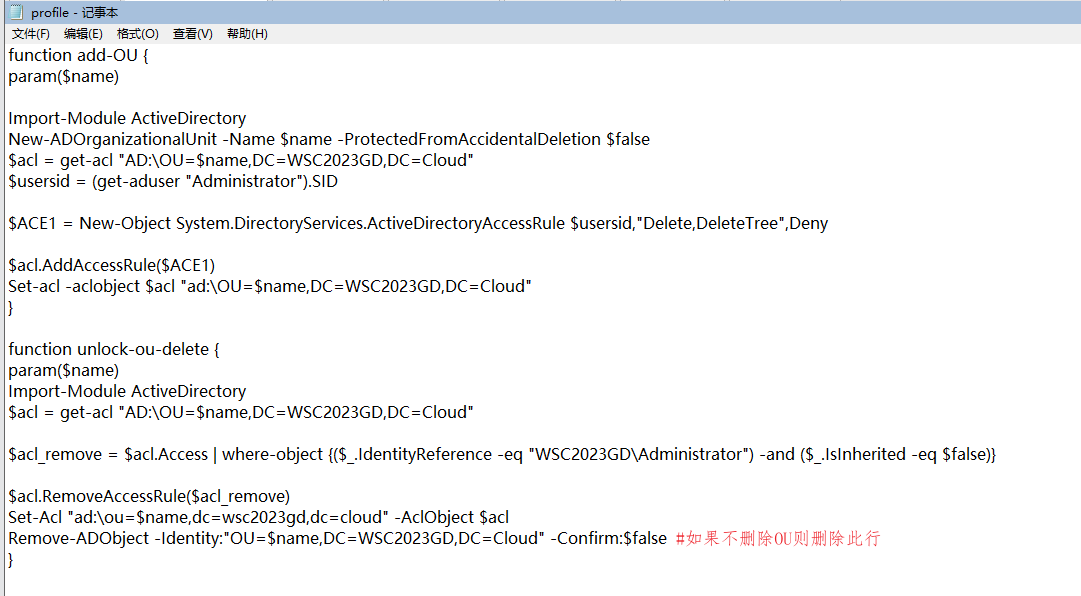 profile - 记事本
文件(F) 编辑(E) 格式(O) 查看(V) 帮助(H)
function add-OU {
param($name)
Import-Module ActiveDirectory
New-ADOrganizationalUnit -Name $name -ProtectedFromAccidentalDeletion $false
$acl = get-acl "AD:\OU=$name,DC=WSC2023GD,DC=Cloud"
$usersid = (get-aduser "Administrator").SID
$ACE1 = New-Object System.DirectoryServices.ActiveDirectoryAccessRule $usersid,"Delete,DeleteTree",Deny
$acl.AddAccessRule($ACE1)
Set-acl -aclobject $acl "ad:\OU=$name,DC=WSC2023GD,DC=Cloud"
}
function unlock-ou-delete {
param($name)
Import-Module ActiveDirectory
$acl = get-acl "AD:\OU=$name,DC=WSC2023GD,DC=Cloud"
$acl_remove = $acl.Access | where-object {($_.IdentityReference -eq "WSC2023GD\Administrator") -and ($_.IsInherited -eq $false)}
$acl.RemoveAccessRule($acl_remove)
Set-Acl "ad:\ou=$name,dc=wsc2023gd,dc=cloud" -AclObject $acl
Remove-ADObject -Identity:"OU=$name,DC=WSC2023GD,DC=Cloud" -Confirm:$false #如果不删除OU则删除此行
}